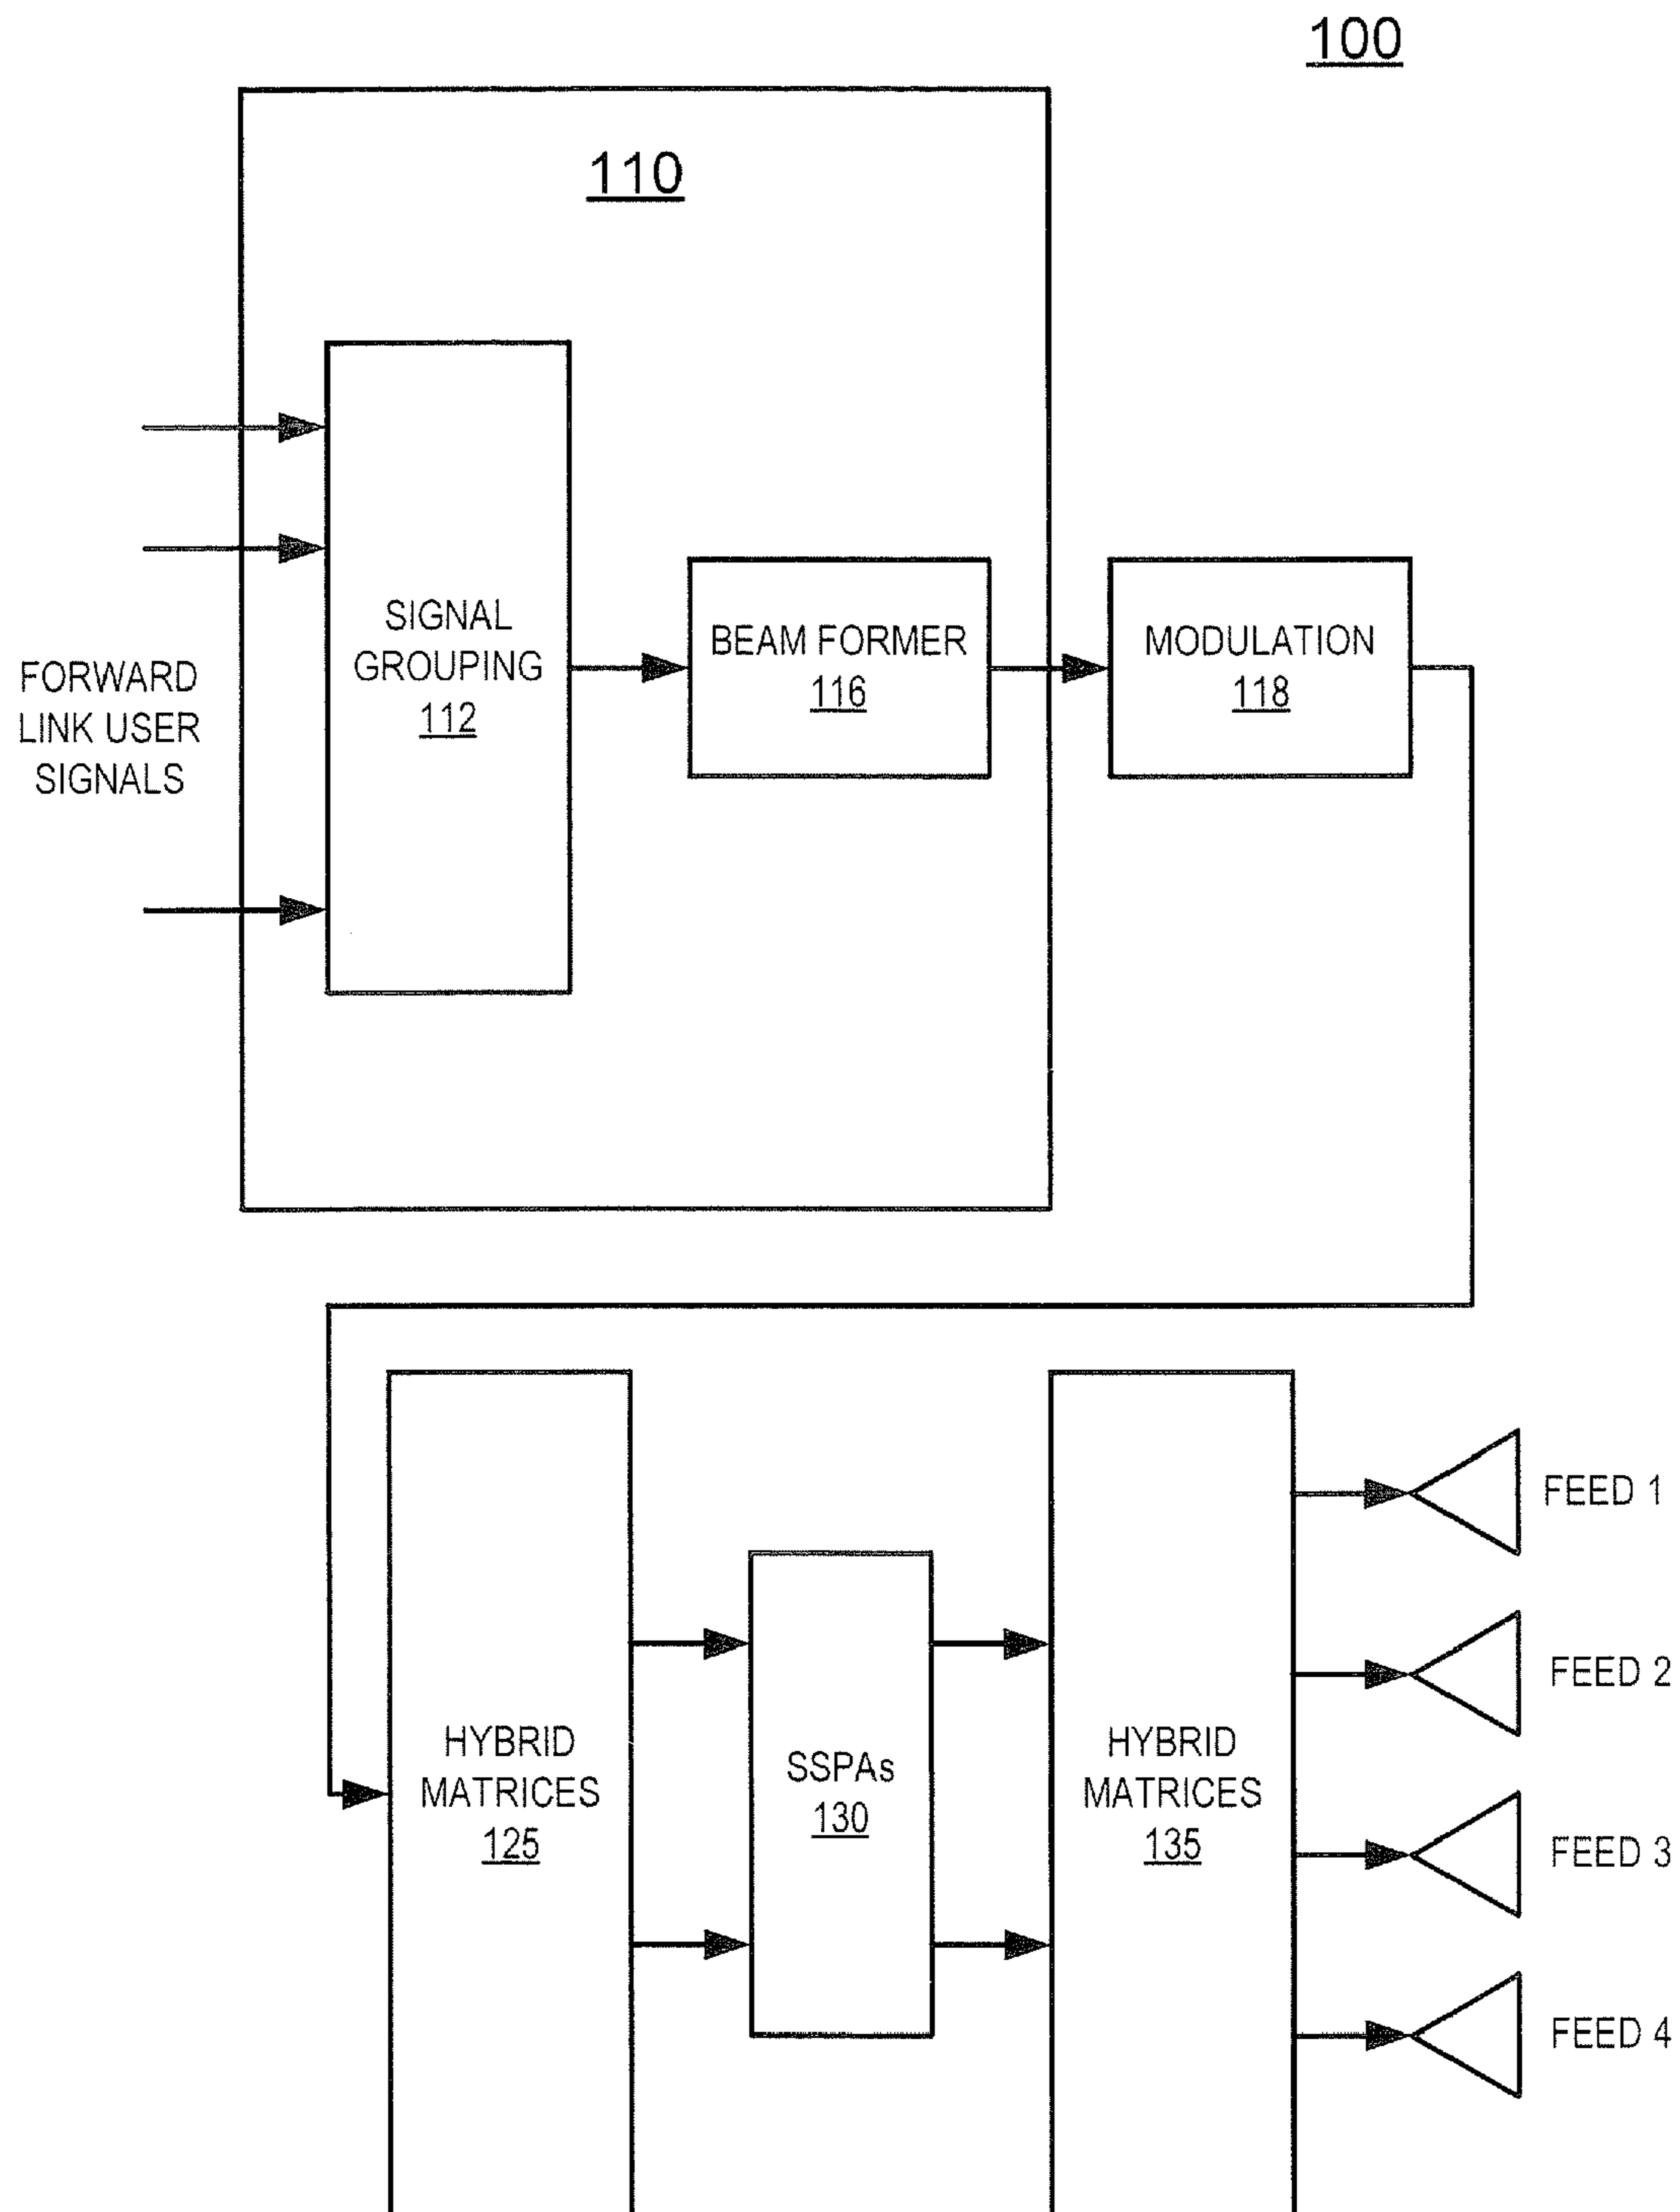 100
110
SIGNAL
GROUPING
112
BEAM FORMER
116
MODULATION
118
FORWARD
LINK USER
SIGNALS
HYBRID
MATRICES
125
SSPAs
130
HYBRID
MATRICES
135
FEED 1
FEED 2
FEED 3
FEED 4